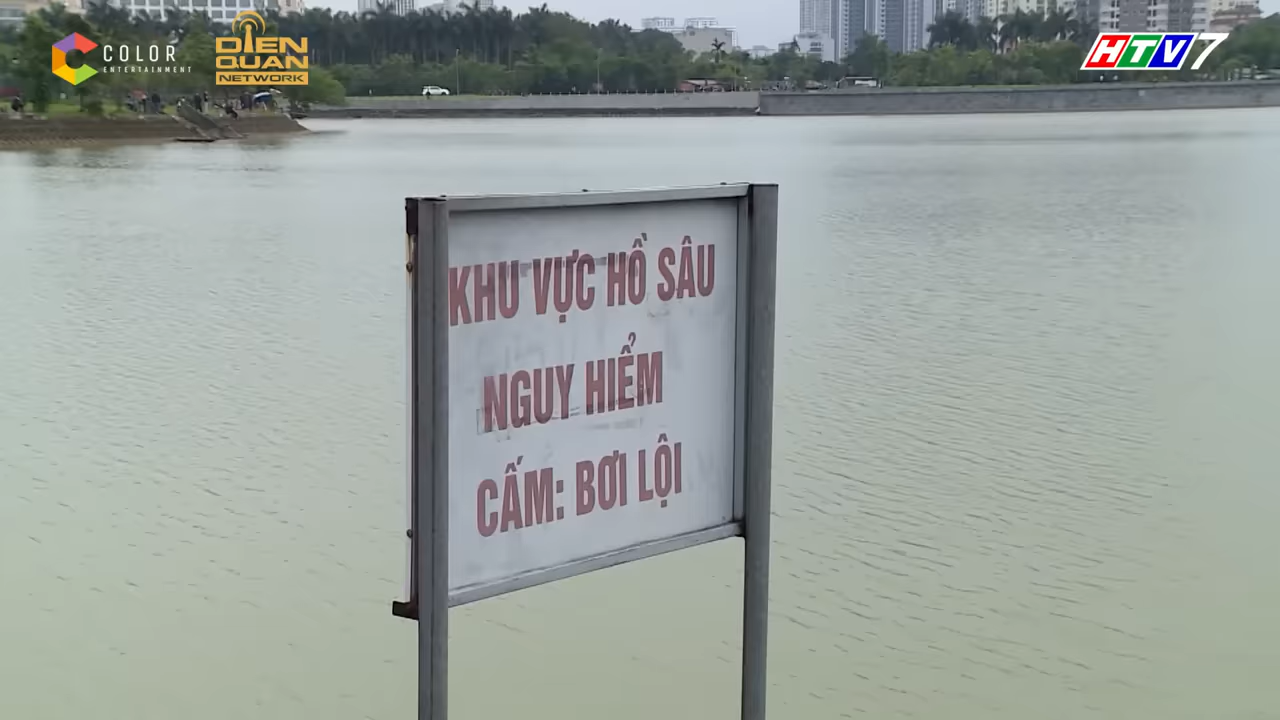 COLOR
ENTERTAINMENT
DIEN
QUAN
NETWORK
HTV7
KHU VỰC HỒ SÂU
NGUY HIỂM
CẤM: BƠI LỘI